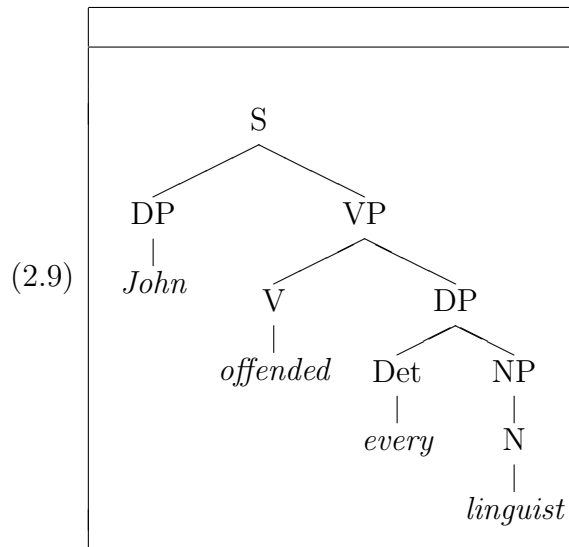 S
DP VP
(2.9) John V DP
offended Det NP
every N
linguist